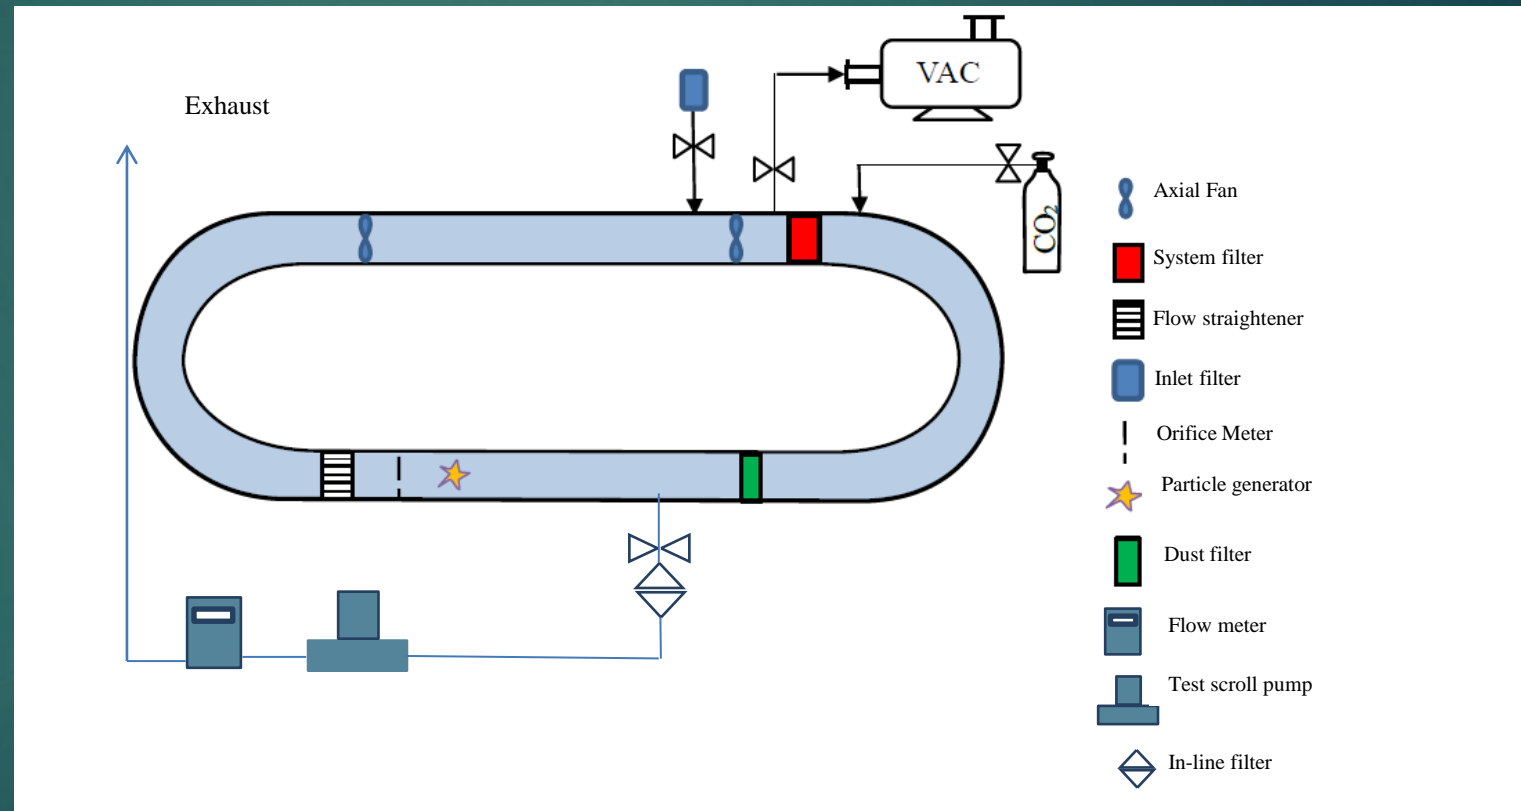 Exhaust
VAC
CO₂
Axial Fan
System filter
Flow straightener
Inlet filter
Orifice Meter
Particle generator
Dust filter
Flow meter
Test scroll pump
In-line filter